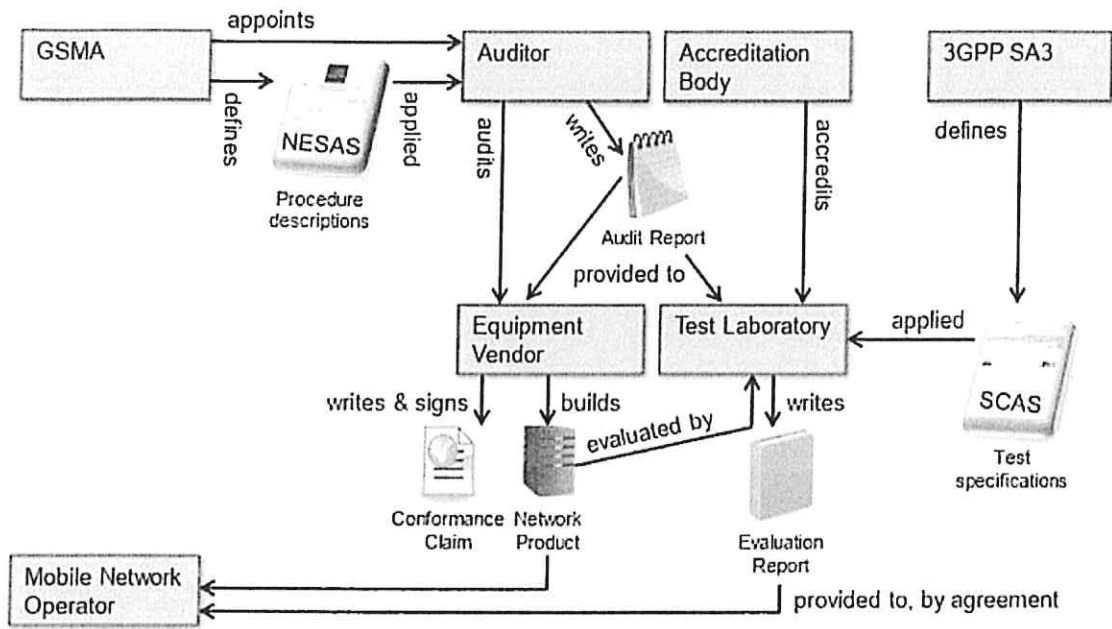 appoints
GSMA
Auditor
Accreditation
Body
3GPP SA3
defines
NESAS
applied
audits
writes
accredits
defines
Procedure
descriptions
Audit Report
provided to
Equipment
Vendor
Test Laboratory
applied
SCAS
Test
specifications
writes & signs
builds
evaluated by
writes
Conformance
Claim
Network
Product
Evaluation
Report
Mobile Network
Operator
provided to, by agreement